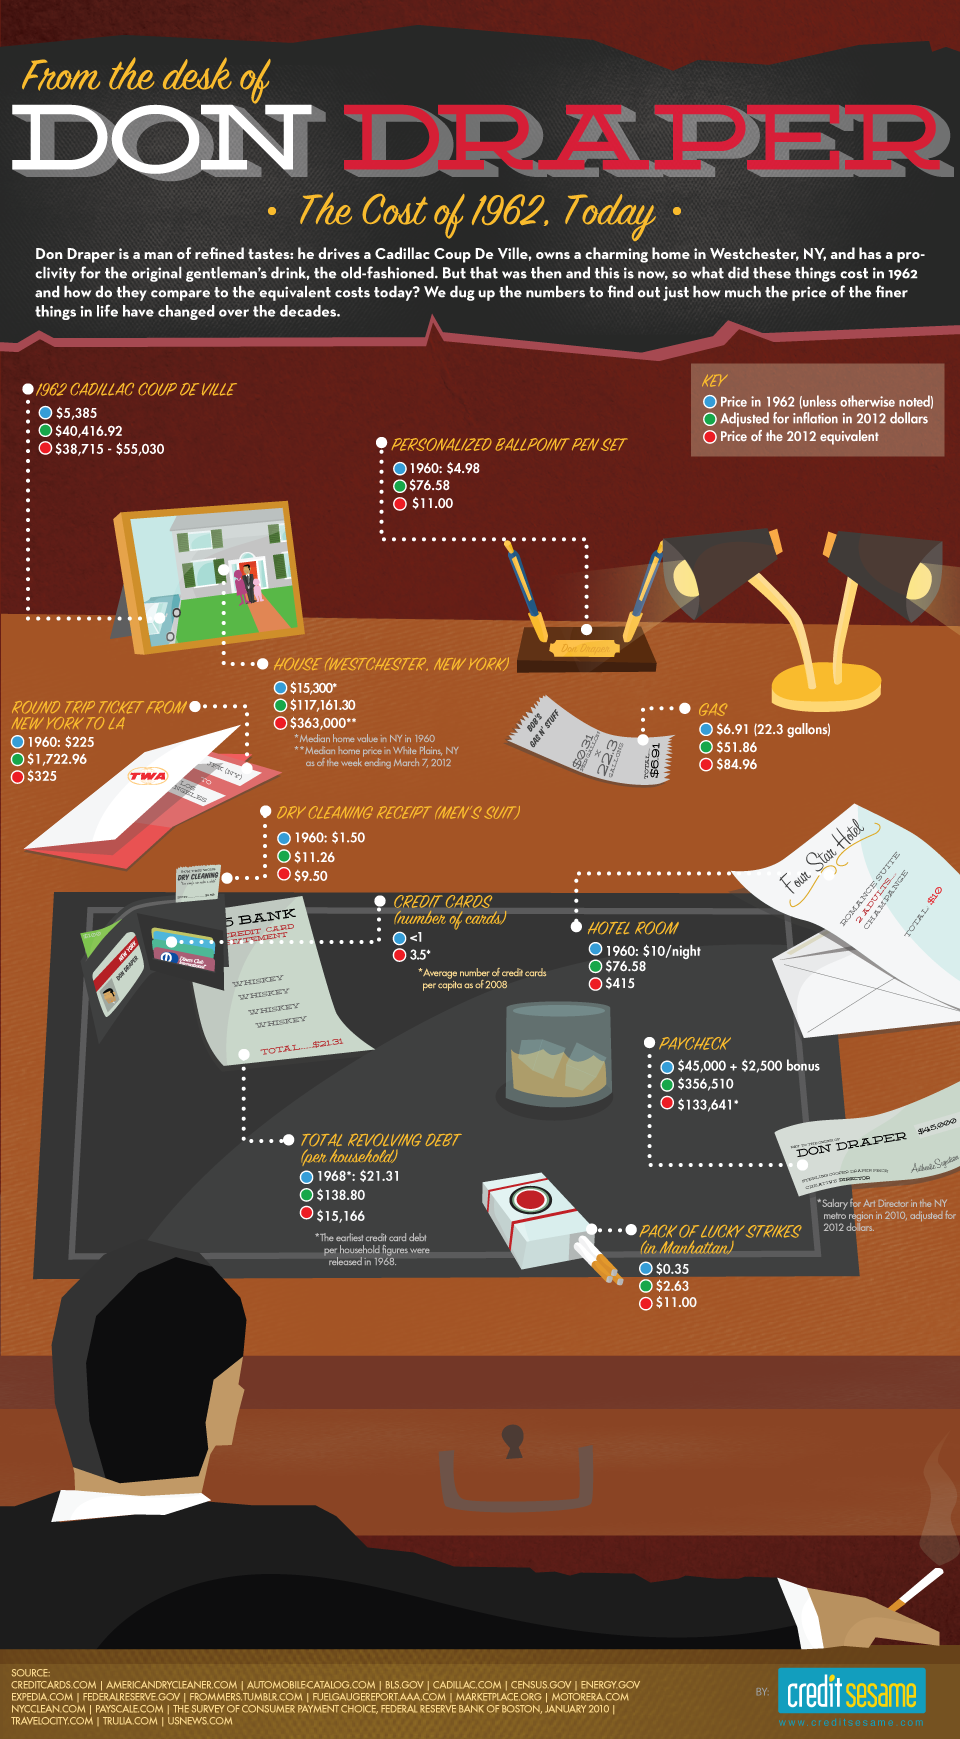 From the desk of
DON DRAPER
• The Cost of 1962, Today •
Don Draper is a man of refined tastes: he drives a Cadillac Coup De Ville, owns a charming home in Westchester, NY, and has a pro-
clivity for the original gentleman's drink, the old-fashioned. But that was then and this is now, so what did these things cost in 1962
and how do they compare to the equivalent costs today? We dug up the numbers to find out just how much the price of the finer
things in life have changed over the decades.
1962 CADILLAC COUP DE VILLE
$5,385
$40,416.92
$38,715 - $55,030
KEY
Price in 1962 (unless otherwise noted)
Adjusted for inflation in 2012 dollars
Price of the 2012 equivalent
PERSONALIZED BALLPOINT PEN SET
1960: $4.98
$76.58
$11.00
Don Draper
HOUSE (WESTCHESTER, NEW YORK)
$15,300*
$117,161.30
$363,000**
*Median home value in NY in 1960
**Median home price in White Plains, NY
as of the week ending March 7, 2012
ROUND TRIP TICKET FROM
NEW YORK TO LA
1960: $225
$1,722.96
$325
TWA
TO
BOB'S
GAS N' STUFF
$0.31
X
22.3
GALLONS
TOTAL
$6.91
GAS
$6.91 (22.3 gallons)
$51.86
$84.96
DRY CLEANING RECEIPT (MEN'S SUIT)
1960: $1.50
$11.26
$9.50
DRY CLEANING
NEW YORK
DON DRAPER
Diners Club
International
5 BANK
CREDIT CARD
STATEMENT
WHISKEY
WHISKEY
WHISKEY
WHISKEY
TOTAL......$21.31
CREDIT CARDS
(number of cards)
<1
3.5*
*Average number of credit cards
per capita as of 2008
Four Star Hotel
ROMANCE SUITE
2 ADULTS
CHAMPANGE
TOTAL $10
HOTEL ROOM
1960: $10/night
$76.58
$415
PAYCHECK
$45,000 + $2,500 bonus
$356,510
$133,641*
PAY TO THE ORDER OF
DON DRAPER $45,000
STERLING COOPER DRAPER PRICE
CREATIVE DIRECTOR
Authentic Signature
*Salary for Art Director in the NY
metro region in 2010, adjusted for
2012 dollars.
TOTAL REVOLVING DEBT
(per household)
1968*: $21.31
$138.80
$15,166
*The earliest credit card debt
per household figures were
released in 1968.
PACK OF LUCKY STRIKES
(in Manhattan)
$0.35
$2.63
$11.00
SOURCE:
CREDITCARDS.COM | AMERICANDRYCLEANER.COM | AUTOMOBILE-CATALOG.COM | BLS.GOV | CADILLAC.COM | CENSUS.GOV | ENERGY.GOV
EXPEDIA.COM | FEDERALRESERVE.GOV | FROMMERS.TUMBLR.COM | FUELGAUGEREPORT.AAA.COM | MARKETPLACE.ORG | MOTORERA.COM
NYCCLEAN.COM | PAYSCALE.COM | THE SURVEY OF CONSUMER PAYMENT CHOICE, FEDERAL RESERVE BANK OF BOSTON, JANUARY 2010 |
TRAVELOCITY.COM | TRULIA.COM | USNEWS.COM
BY:
credit sesame
www.creditsesame.com